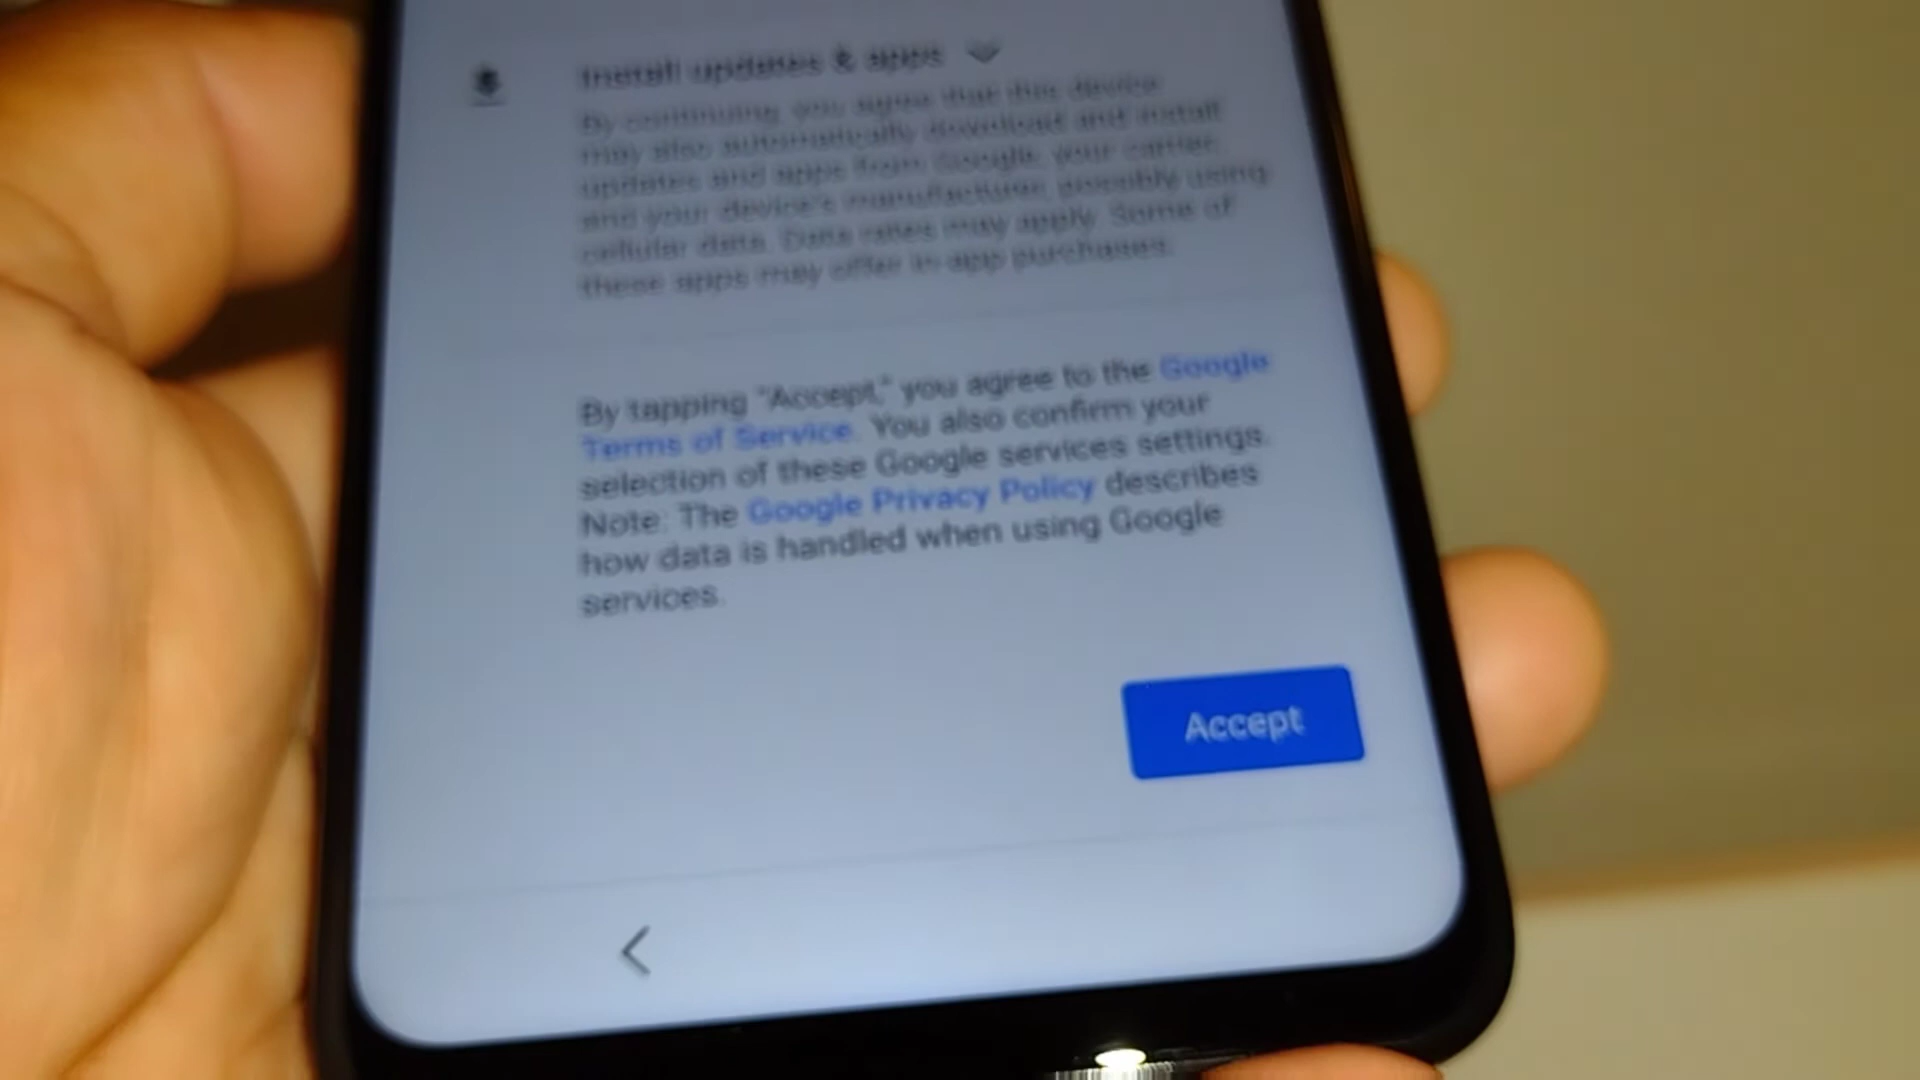 Install updates & apps
By continuing, you agree that this device
may also automatically download and install
updates and apps from Google, your carrier,
and your device's manufacturer, possibly using
cellular data. Data rates may apply. Some of
these apps may offer in-app purchases.
By tapping "Accept," you agree to the Google
Terms of Service. You also confirm your
selection of these Google services settings.
Note: The Google Privacy Policy describes
how data is handled when using Google
services.
Accept